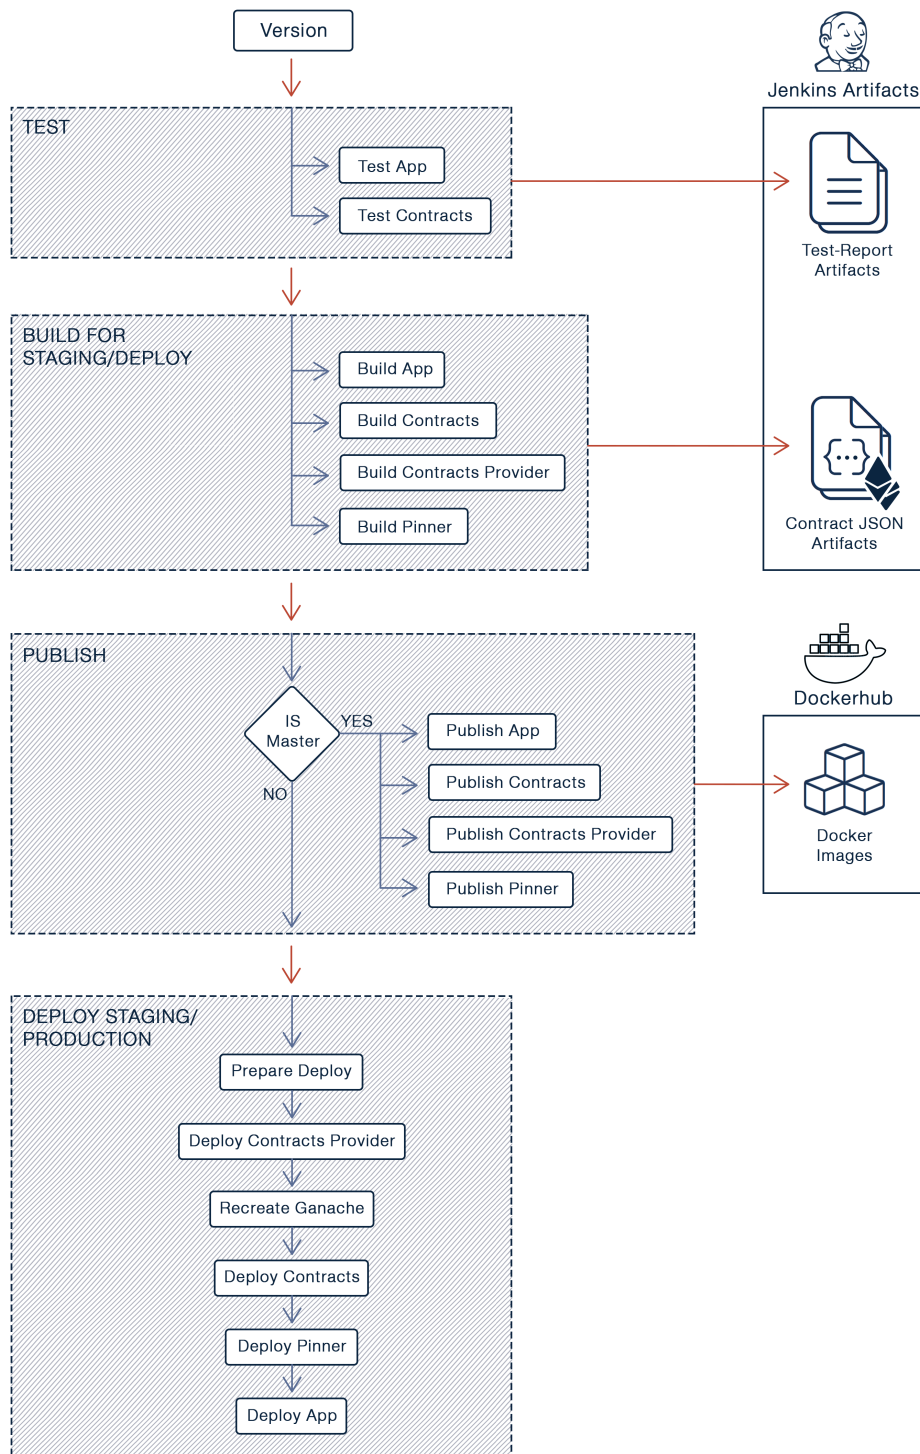 Version
Jenkins Artifacts
TEST
Test App
Test Contracts
Test-Report
Artifacts
BUILD FOR
STAGING/DEPLOY
Build App
Build Contracts
Build Contracts Provider
Build Pinner
Contract JSON
Artifacts
PUBLISH
IS
Master
YES
NO
Publish App
Publish Contracts
Publish Contracts Provider
Publish Pinner
Dockerhub
Docker
Images
DEPLOY STAGING/
PRODUCTION
Prepare Deploy
Deploy Contracts Provider
Recreate Ganache
Deploy Contracts
Deploy Pinner
Deploy App